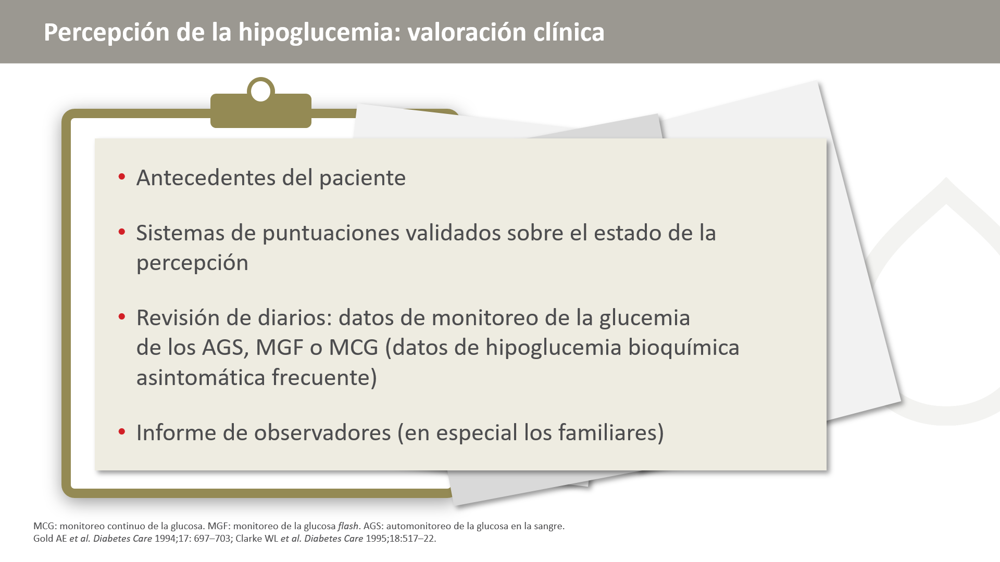 Percepción de la hipoglucemia: valoración clínica
• Antecedentes del paciente
• Sistemas de puntuaciones validados sobre el estado de la
percepción
• Revisión de diarios: datos de monitoreo de la glucemia
de los AGS, MGF o MCG (datos de hipoglucemia bioquímica
asintomática frecuente)
• Informe de observadores (en especial los familiares)
MCG: monitoreo continuo de la glucosa. MGF: monitoreo de la glucosa flash. AGS: automonitoreo de la glucosa en la sangre.
Gold AE et al. Diabetes Care 1994;17: 697–703; Clarke WL et al. Diabetes Care 1995;18:517–22.